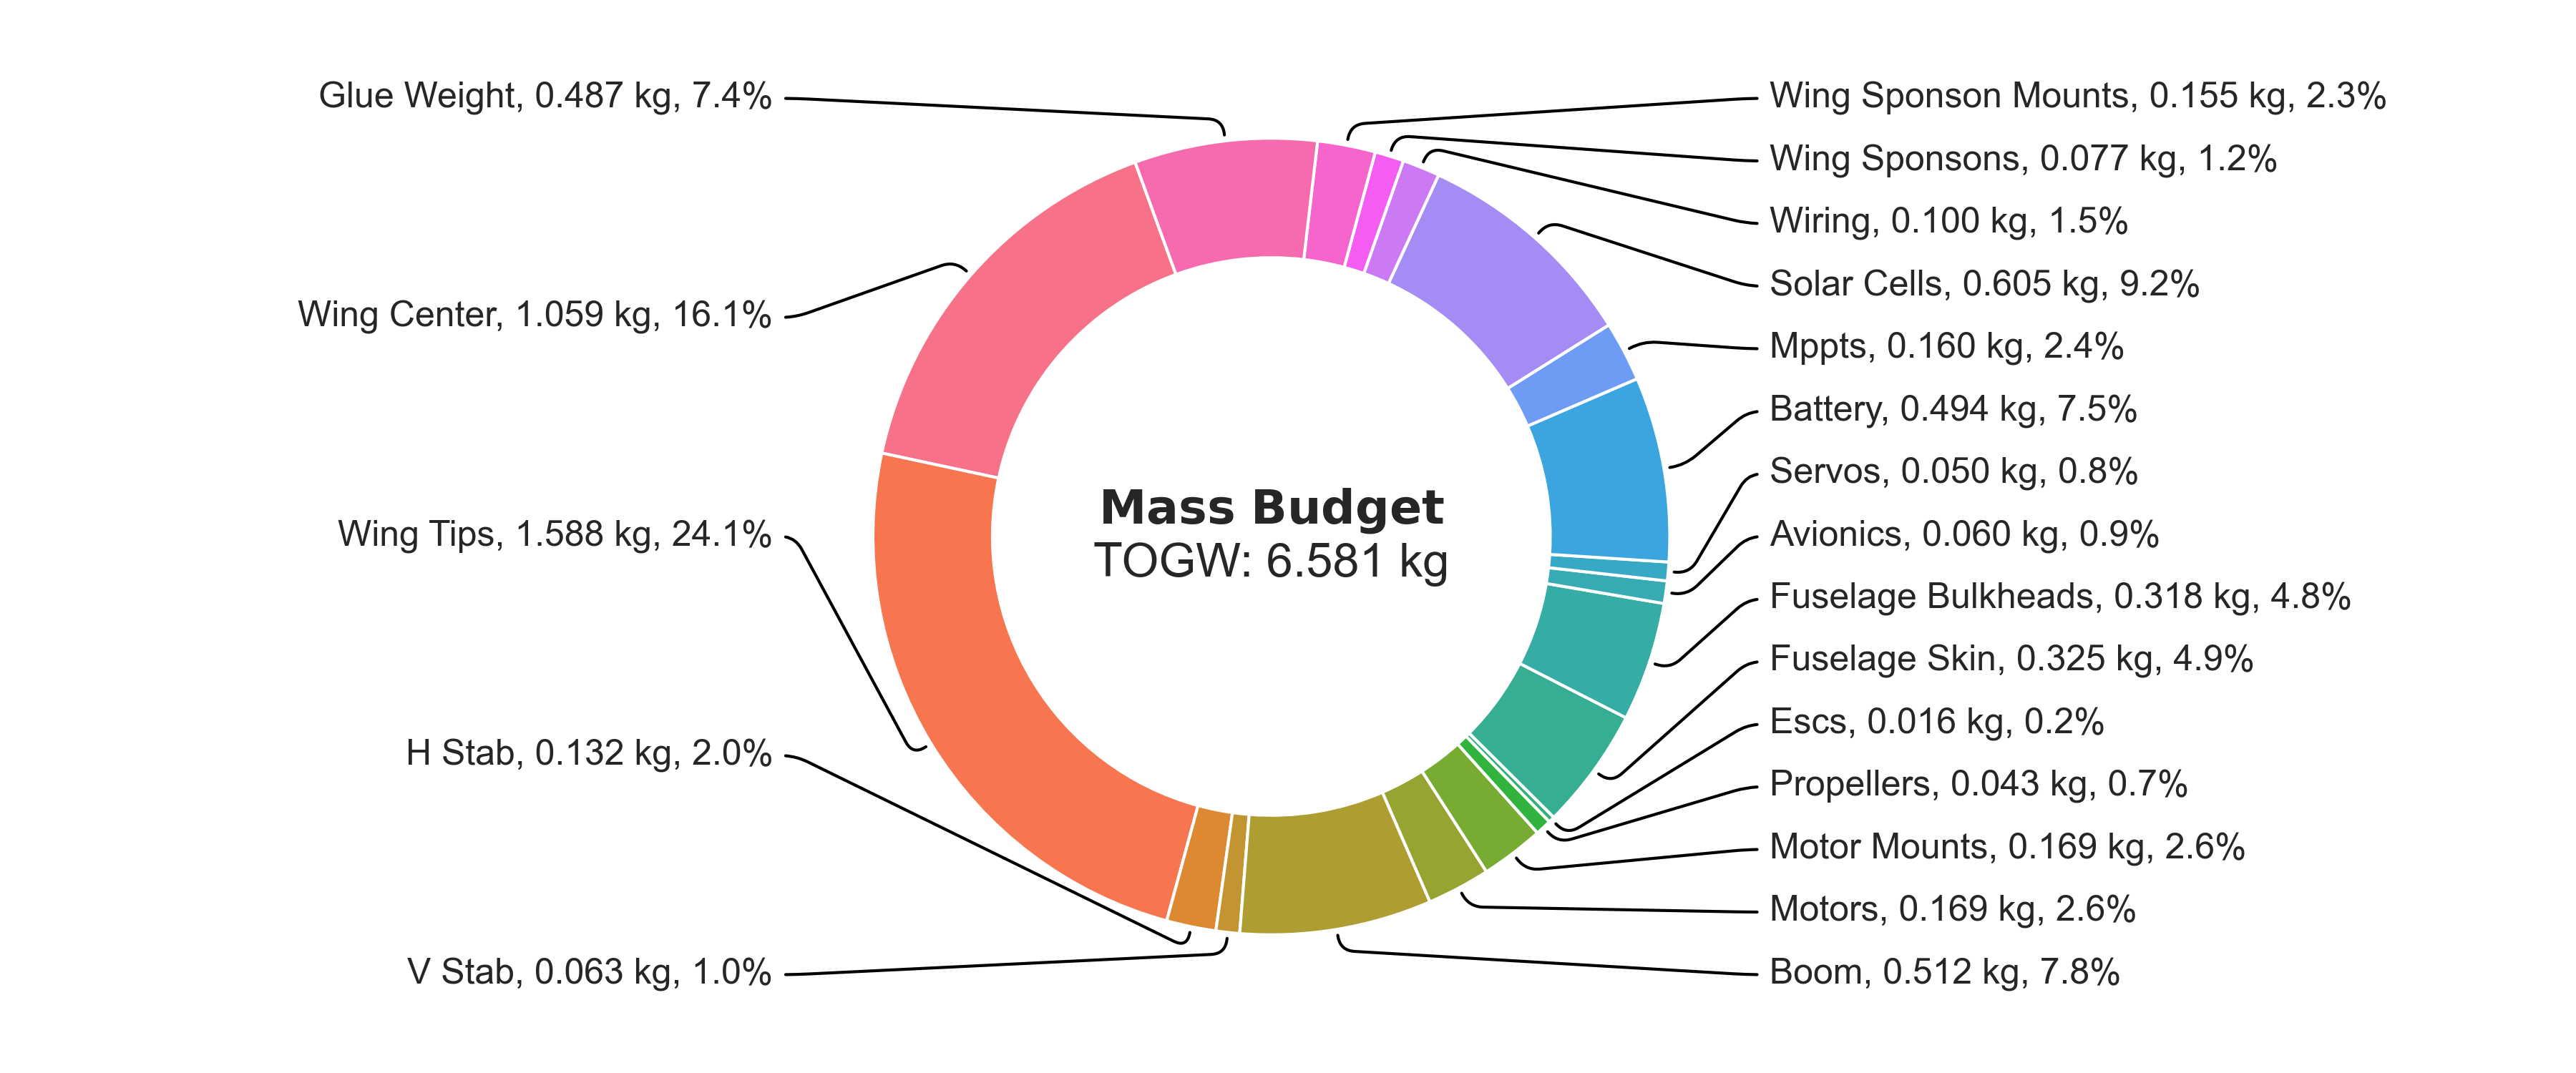 Glue Weight, 0.487 kg, 7.4%
Wing Center, 1.059 kg, 16.1%
Wing Tips, 1.588 kg, 24.1%
H Stab, 0.132 kg, 2.0%
V Stab, 0.063 kg, 1.0%
Mass Budget
TOGW: 6.581 kg
Wing Sponson Mounts, 0.155 kg, 2.3%
Wing Sponsons, 0.077 kg, 1.2%
Wiring, 0.100 kg, 1.5%
Solar Cells, 0.605 kg, 9.2%
Mppts, 0.160 kg, 2.4%
Battery, 0.494 kg, 7.5%
Servos, 0.050 kg, 0.8%
Avionics, 0.060 kg, 0.9%
Fuselage Bulkheads, 0.318 kg, 4.8%
Fuselage Skin, 0.325 kg, 4.9%
Escs, 0.016 kg, 0.2%
Propellers, 0.043 kg, 0.7%
Motor Mounts, 0.169 kg, 2.6%
Motors, 0.169 kg, 2.6%
Boom, 0.512 kg, 7.8%